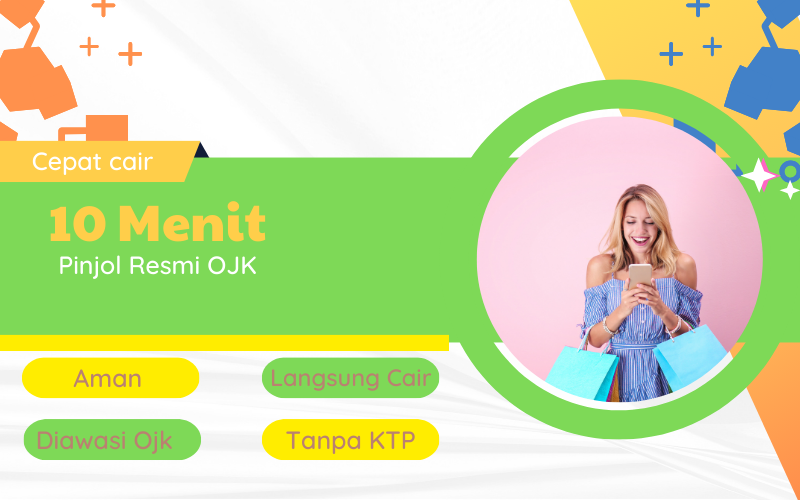 Cepat cair
10 Menit
Pinjol Resmi OJK
Aman
Langsung Cair
Diawasi Ojk
Tanpa KTP